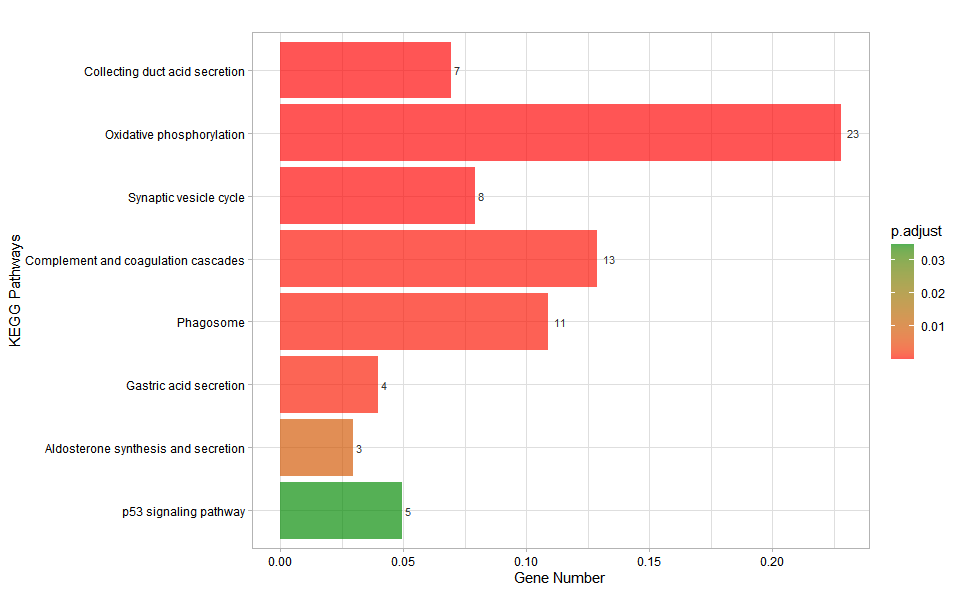 Collecting duct acid secretion
7
Oxidative phosphorylation
23
Synaptic vesicle cycle
8
Complement and coagulation cascades
13
Phagosome
11
Gastric acid secretion
4
Aldosterone synthesis and secretion
3
p53 signaling pathway
5
KEGG Pathways
0.00
0.05
0.10
0.15
0.20
Gene Number
p.adjust
0.03
0.02
0.01